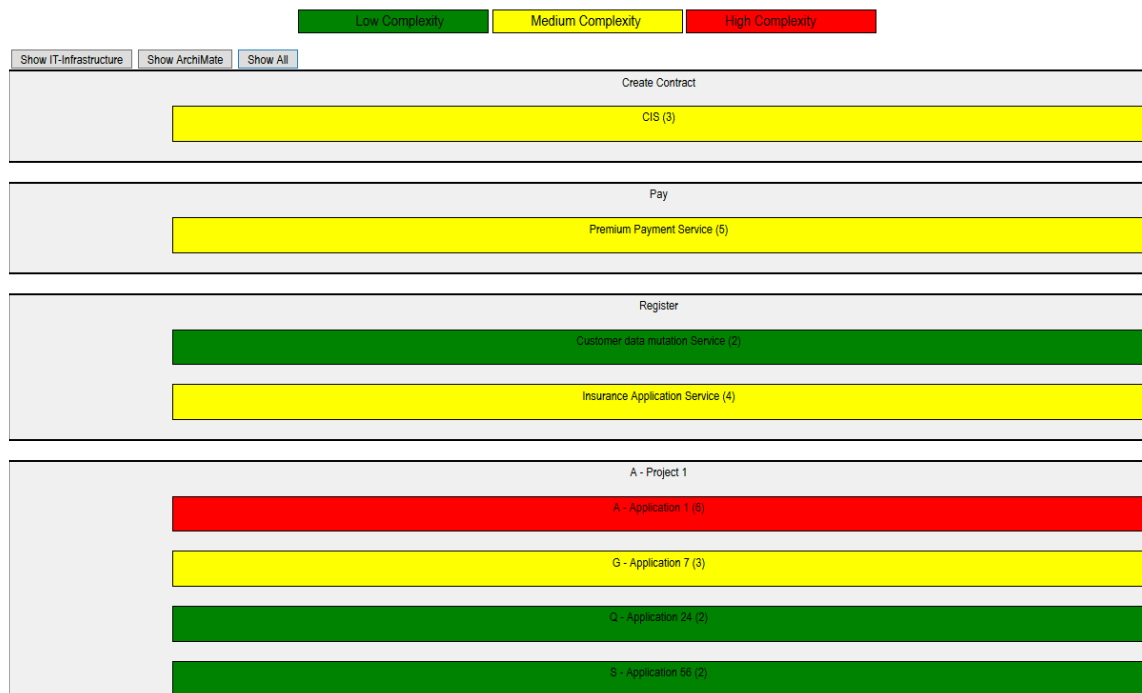 Low Complexity Medium Complexity High Complexity
Show IT-Infrastructure Show ArchiMate Show All
Create Contract
CIS (3)
Pay
Premium Payment Service (5)
Register
Customer data mutation Service (2)
Insurance Application Service (4)
A - Project 1
A - Application 1 (5)
G - Application 7 (3)
Q - Application 24 (2)
S - Application 56 (2)